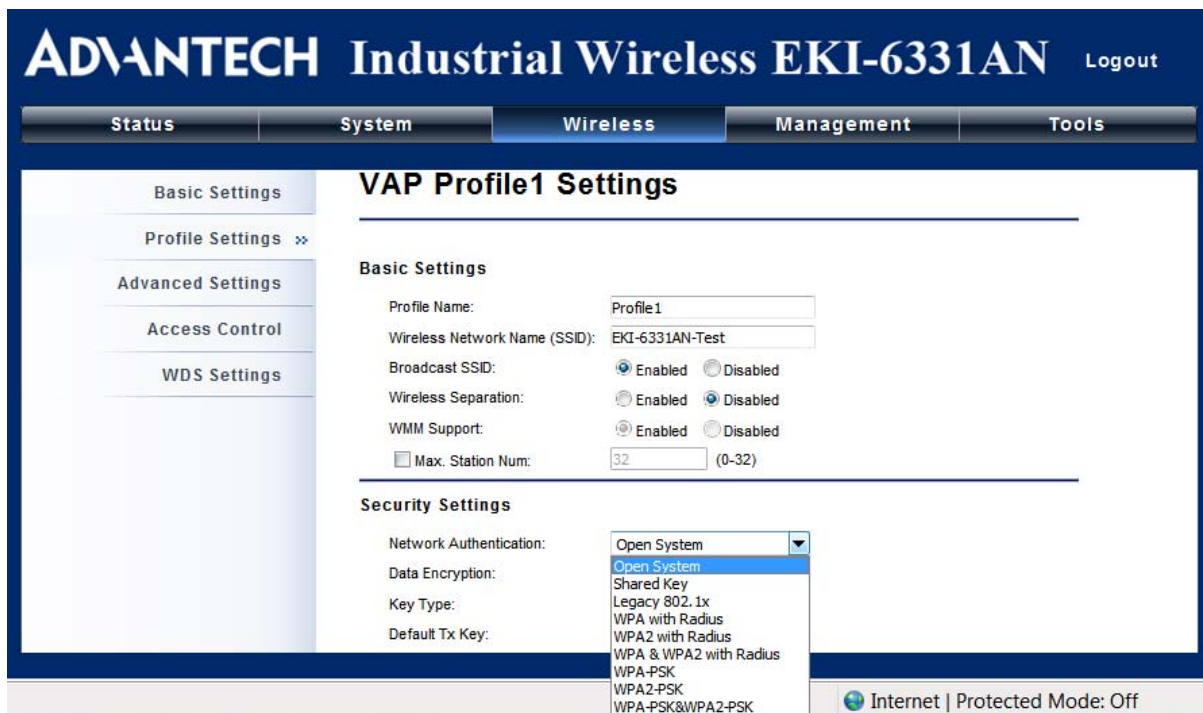 ADVANTECH Industrial Wireless EKI-6331AN Logout
Status System Wireless Management Tools
Basic Settings
Profile Settings »
Advanced Settings
Access Control
WDS Settings
VAP Profile1 Settings
Basic Settings
Profile Name: Profile1
Wireless Network Name (SSID): EKI-6331AN-Test
Broadcast SSID: Enabled Disabled
Wireless Separation: Enabled Disabled
WMM Support: Enabled Disabled
Max. Station Num: 32 (0-32)
Security Settings
Network Authentication: Open System
Data Encryption:
Key Type:
Default Tx Key:
Open System
Shared Key
Legacy 802.1x
WPA with Radius
WPA2 with Radius
WPA & WPA2 with Radius
WPA-PSK
WPA2-PSK
WPA-PSK&WPA2-PSK
Internet | Protected Mode: Off